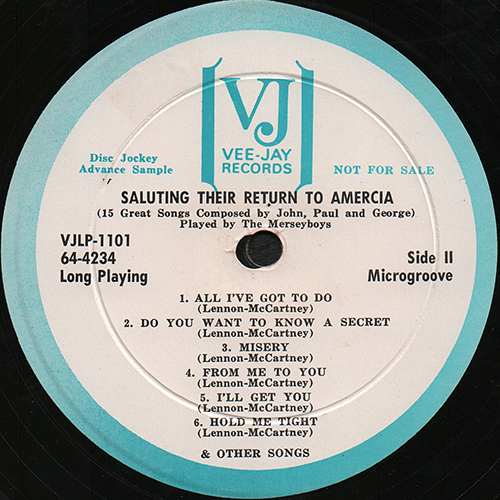 VJ
VEE-JAY
RECORDS
Disc Jockey
Advance Sample
NOT FOR SALE
SALUTING THEIR RETURN TO AMERCIA
(15 Great Songs Composed by John, Paul and George)
Played by The Merseyboys
VJLP-1101
64-4234
Long Playing
Side II
Microgroove
1. ALL I'VE GOT TO DO
(Lennon-McCartney)
2. DO YOU WANT TO KNOW A SECRET
(Lennon-McCartney)
3. MISERY
(Lennon-McCartney)
4. FROM ME TO YOU
(Lennon-McCartney)
5. I'LL GET YOU
(Lennon-McCartney)
6. HOLD ME TIGHT
(Lennon-McCartney)
& OTHER SONGS